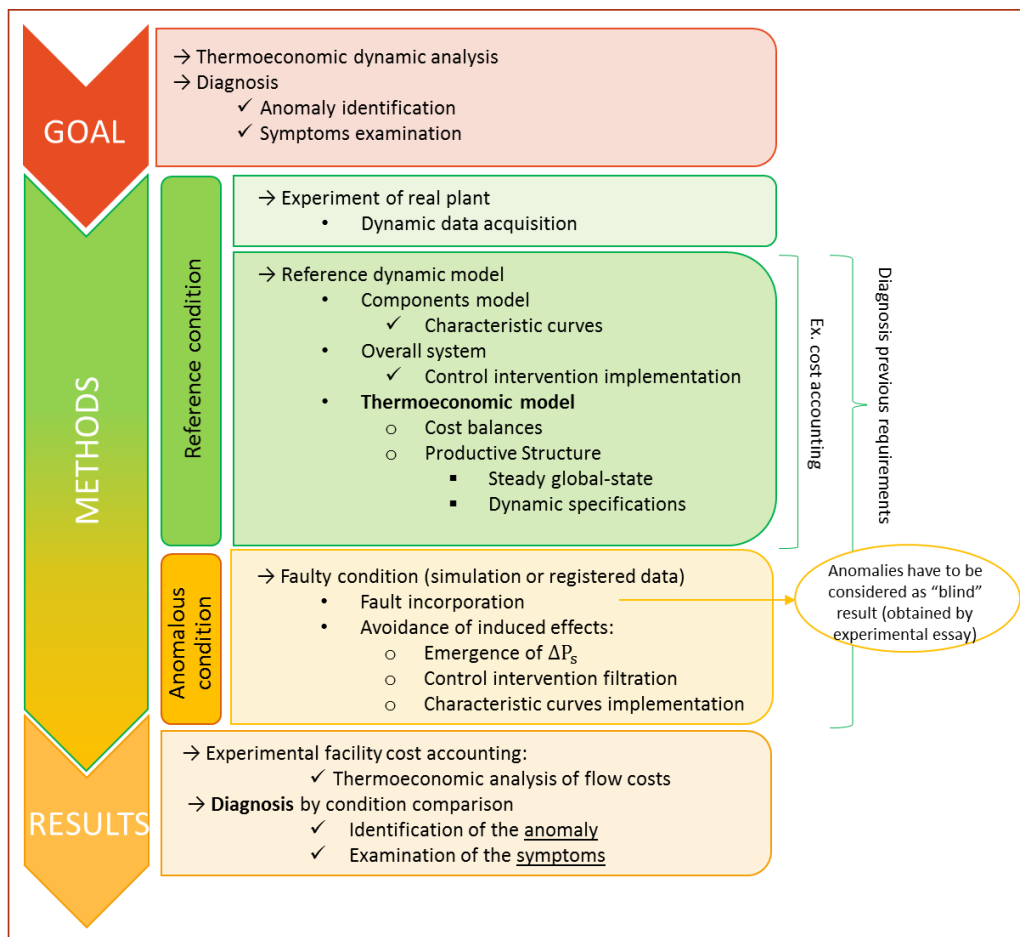 GOAL
→ Thermoeconomic dynamic analysis
→ Diagnosis
✓ Anomaly identification
✓ Symptoms examination
METHODS
Reference condition
→ Experiment of real plant
• Dynamic data acquisition
→ Reference dynamic model
• Components model
✓ Characteristic curves
• Overall system
✓ Control intervention implementation
• Thermoeconomic model
○ Cost balances
○ Productive Structure
▪ Steady global-state
▪ Dynamic specifications
Ex. cost accounting
Diagnosis previous requirements
Anomalous
condition
→ Faulty condition (simulation or registered data)
• Fault incorporation
• Avoidance of induced effects:
○ Emergence of ΔPₛ
○ Control intervention filtration
○ Characteristic curves implementation
Anomalies have to be
considered as “blind”
result (obtained by
experimental essay)
RESULTS
→ Experimental facility cost accounting:
✓ Thermoeconomic analysis of flow costs
→ Diagnosis by condition comparison
✓ Identification of the anomaly
✓ Examination of the symptoms